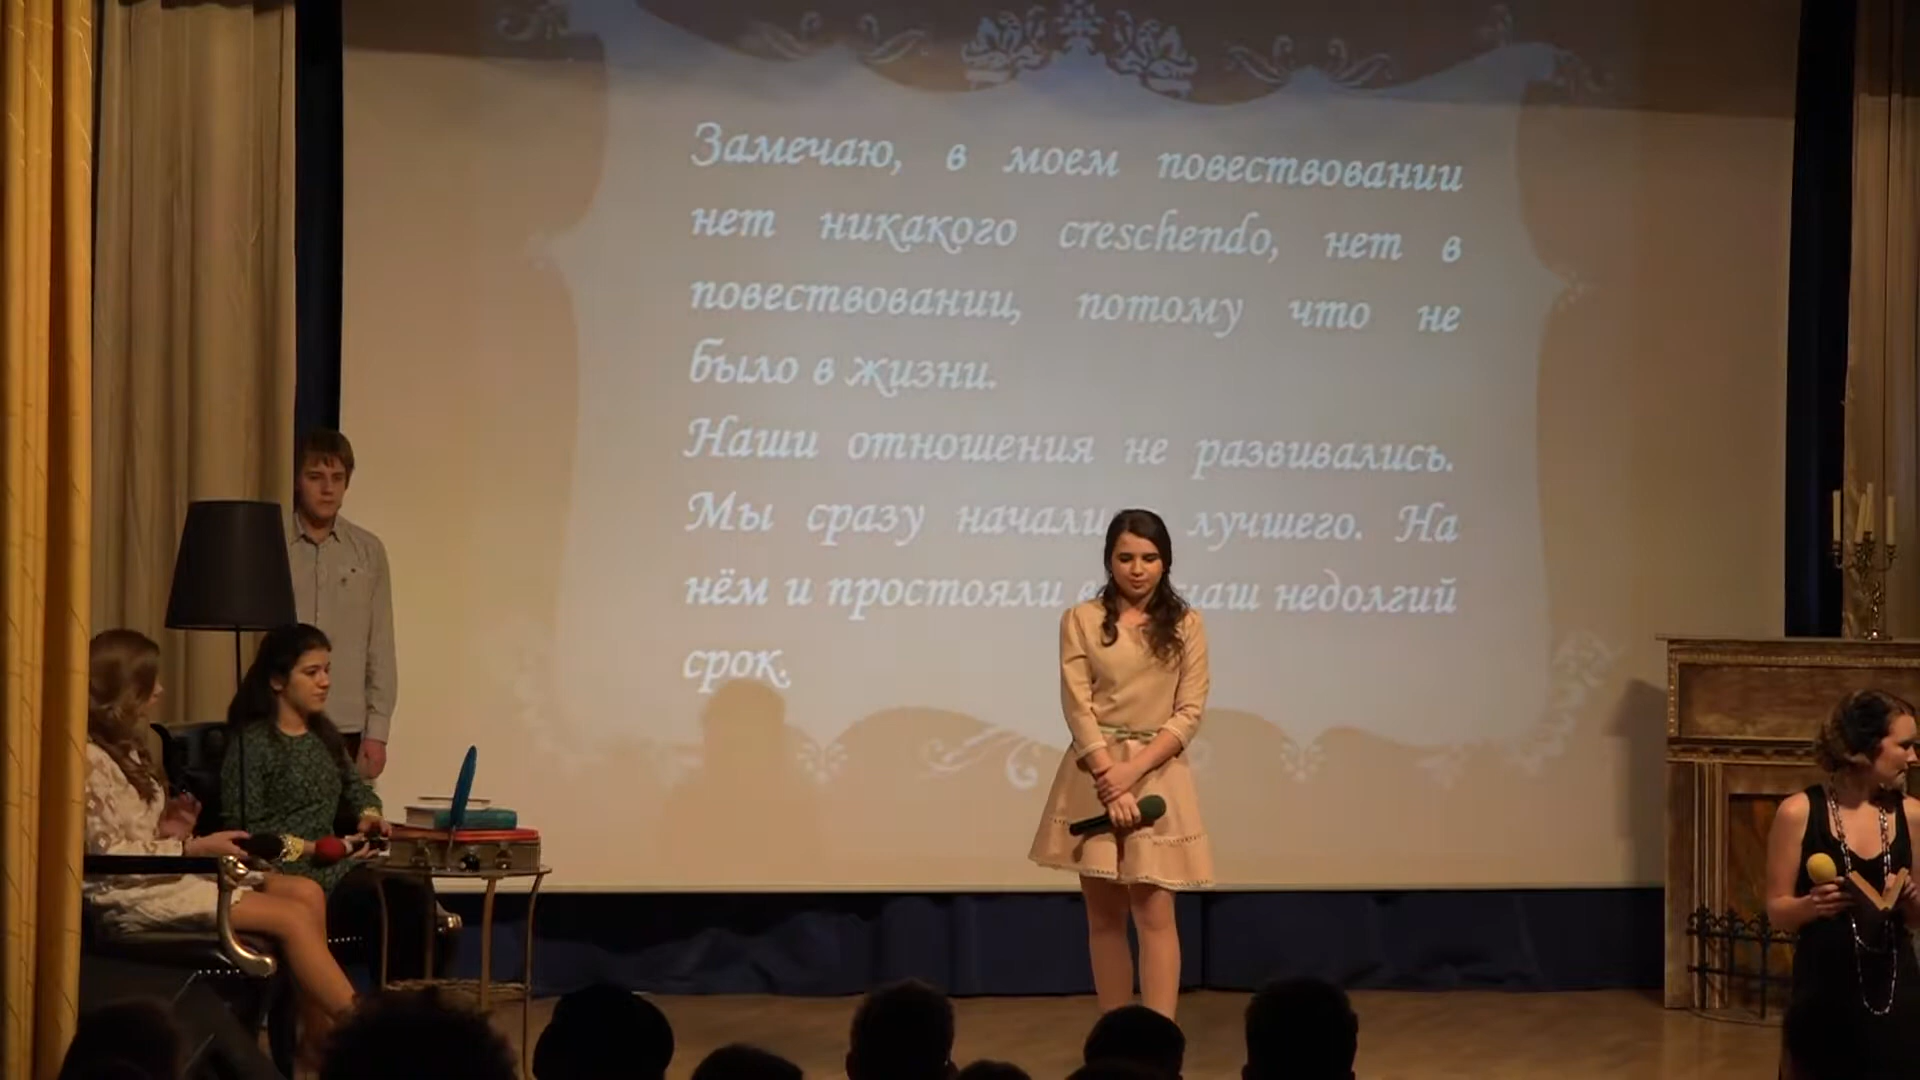 Замечаю, в моем повествовании
нет никакого creschendo, нет в
повествовании, потому что не
было в жизни.
Наши отношения не развивались.
Мы сразу начали лучшего. На
нём и простояли наш недолгий
срок.